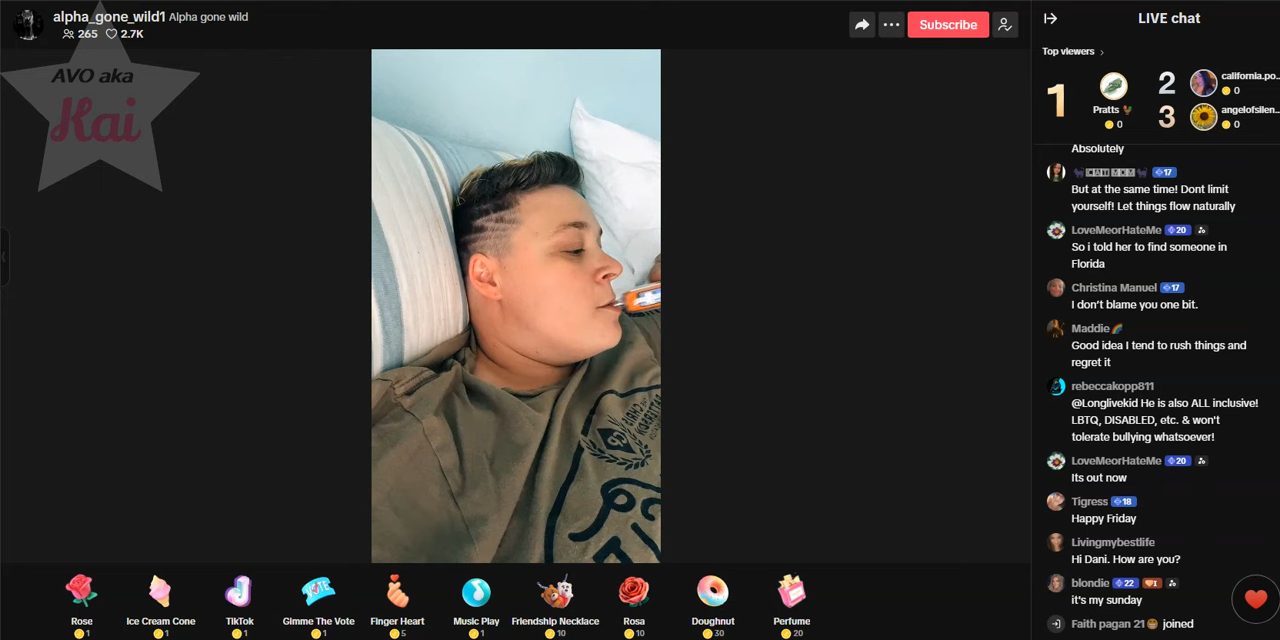 alpha_gone_wild1 Alpha gone wild
265 2.7K
Subscribe
AVO aka
Kai
LIVE chat
Top viewers
1
Pratts
0
2
california.po...
0
3
angelofsilen...
0
Absolutely
17
But at the same time! Dont limit
yourself! Let things flow naturally
LoveMeorHateMe 20
So i told her to find someone in
Florida
Christina Manuel 17
I don't blame you one bit.
Maddie
Good idea I tend to rush things and
regret it
rebeccakopp811
@Longlivekid He is also ALL inclusive!
LBTQ, DISABLED, etc. & won't
tolerate bullying whatsoever!
LoveMeorHateMe 20
Its out now
Tigress 18
Happy Friday
Livingmybestlife
Hi Dani. How are you?
blondie 22 1
it's my sunday
Faith pagan 21 joined
Rose
1
Ice Cream Cone
1
TikTok
1
VOTE
Gimme The Vote
1
Finger Heart
5
Music Play
1
Friendship Necklace
10
Rosa
10
Doughnut
30
Perfume
20